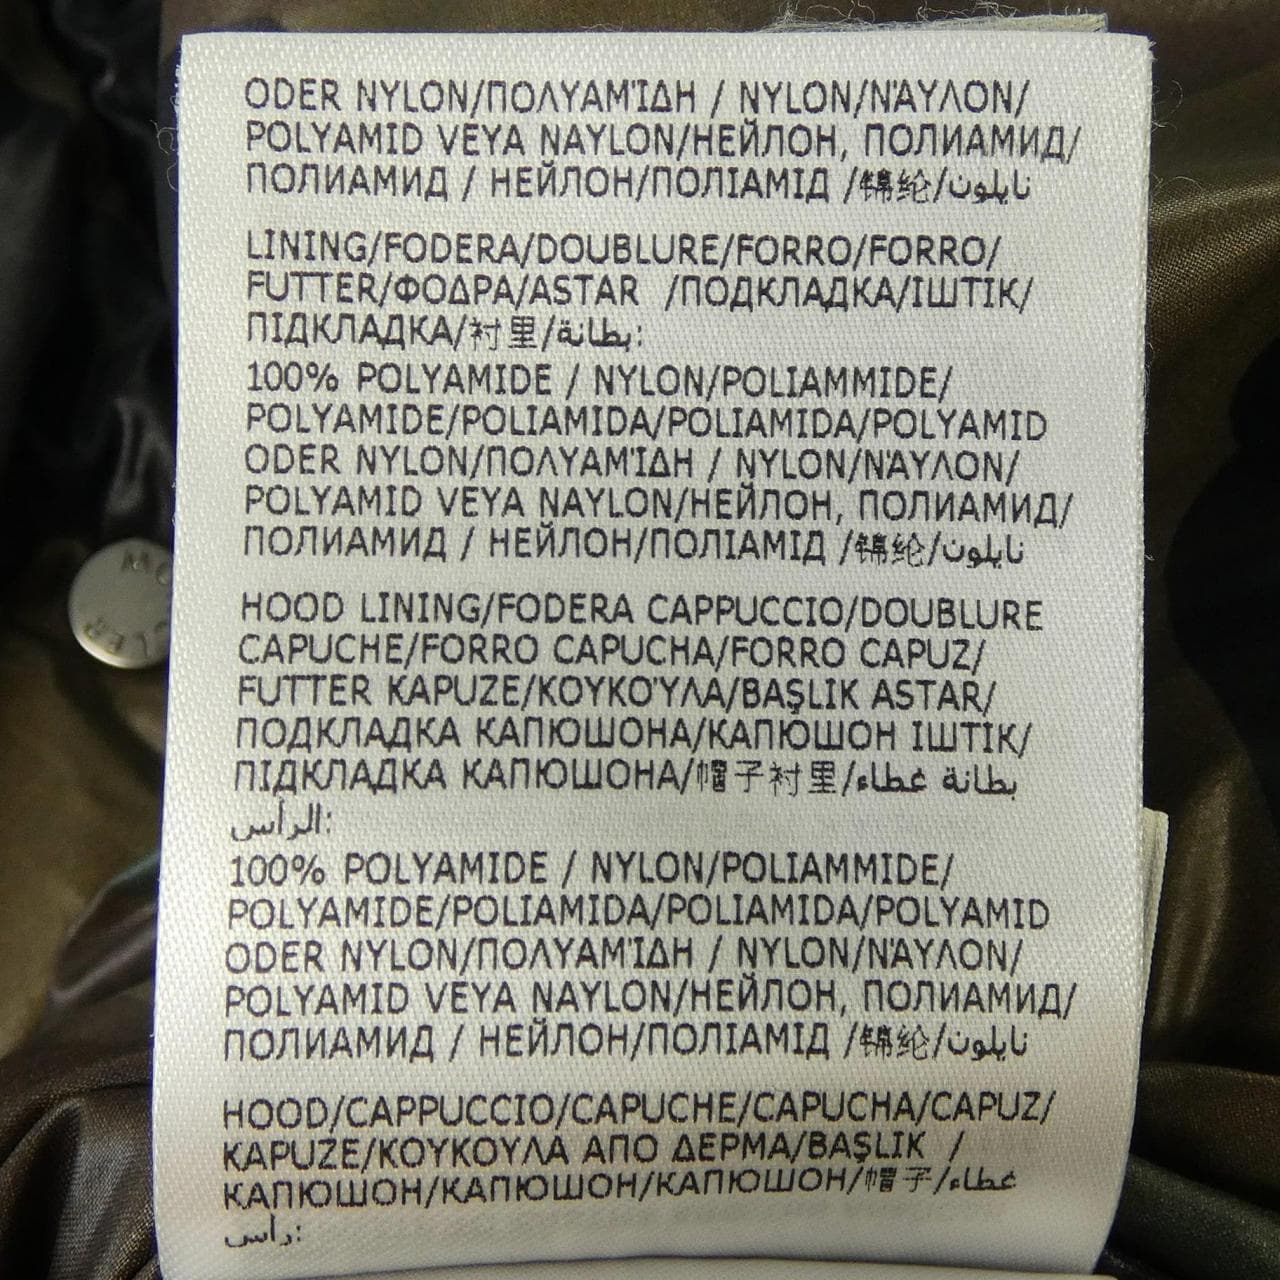 ODER NYLON/ΠΟΛΥΑΜΊΔΗ / NYLON/ΝΆΥΛΟΝ/
POLYAMID VEYA NAYLON/НЕЙЛОН, ПОЛИАМИД/
ПОЛИАМИД / НЕЙЛОН/ПОЛІАМІД /锦纶/نايلون
LINING/FODERA/DOUBLURE/FORRO/FORRO/
FUTTER/ΦΟΔΡΑ/ASTAR /ПОДКЛАДКА/ІШТІК/
ПІДКЛАДКА/衬里/بطانة:
100% POLYAMIDE / NYLON/POLIAMMIDE/
POLYAMIDE/POLIAMIDA/POLIAMIDA/POLYAMID
ODER NYLON/ΠΟΛΥΑΜΊΔΗ / NYLON/ΝΆΥΛΟΝ/
POLYAMID VEYA NAYLON/НЕЙЛОН, ПОЛИАМИД/
ПОЛИАМИД / НЕЙЛОН/ПОЛІАМІД /锦纶/نايلون
HOOD LINING/FODERA CAPPUCCIO/DOUBLURE
CAPUCHE/FORRO CAPUCHA/FORRO CAPUZ/
FUTTER KAPUZE/ΚΟΥΚΟΎΛΑ/BAŞLIK ASTAR/
ПОДКЛАДКА КАПЮШОНА/КАПЮШОН ІШТІК/
ПІДКЛАДКА КАПЮШОНА/帽子衬里/بطانة غطاء
الرأس:
100% POLYAMIDE / NYLON/POLIAMMIDE/
POLYAMIDE/POLIAMIDA/POLIAMIDA/POLYAMID
ODER NYLON/ΠΟΛΥΑΜΊΔΗ / NYLON/ΝΆΥΛΟΝ/
POLYAMID VEYA NAYLON/НЕЙЛОН, ПОЛИАМИД/
ПОЛИАМИД / НЕЙЛОН/ПОЛІАМІД /锦纶/نايلون
HOOD/CAPPUCCIO/CAPUCHE/CAPUCHA/CAPUZ/
KAPUZE/ΚΟΥΚΟΥΛΑ ΑΠΟ ΔΕΡΜΑ/BAŞLIK /
КАПЮШОН/КАПЮШОН/КАПЮШОН/帽子/غطاء
رأس: